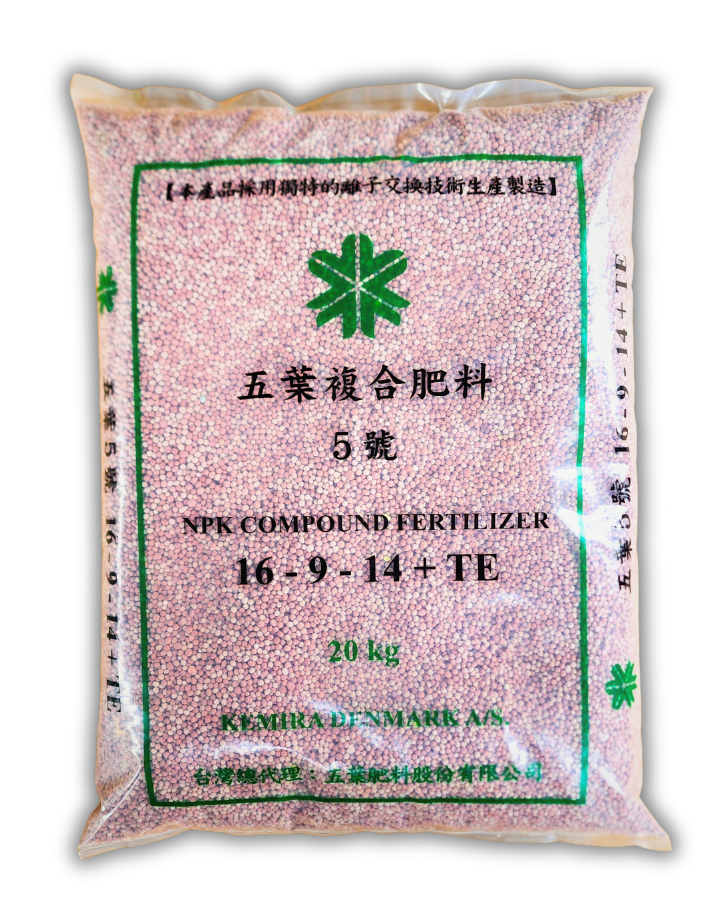 【本產品採用獨特的離子交換技術生產製造】
五葉複合肥料
5號
NPK COMPOUND FERTILIZER
16 - 9 - 14 + TE
20 kg
KEMIRA DENMARK A/S.
台灣總代理：五葉肥料股份有限公司
五葉5號 16-9-14+TE
五葉5號 16-9-14+TE